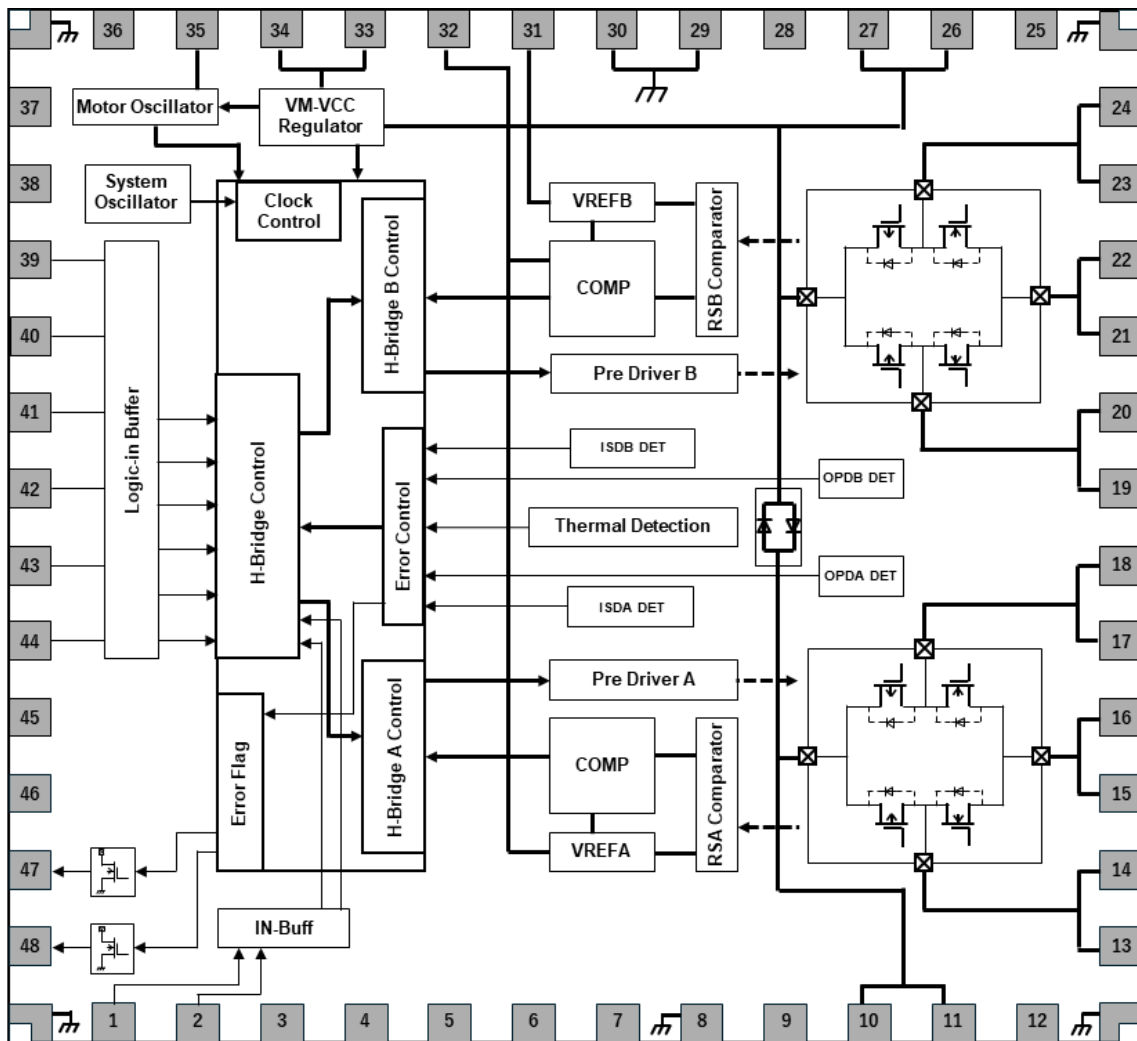 36
35
34
33
32
31
30
29
28
27
26
25
37
Motor Oscillator
VM-VCC
Regulator
24
38
System
Oscillator
Clock
Control
23
39
H-Bridge B Control
VREFB
COMP
RSB Comparator
22
40
21
Pre Driver B
41
Logic-in Buffer
H-Bridge Control
20
ISDB DET
42
OPDB DET
19
Error Control
Thermal Detection
43
OPDA DET
18
ISDA DET
44
17
Pre Driver A
45
Error Flag
H-Bridge A Control
COMP
RSA Comparator
16
46
15
VREFA
47
14
IN-Buff
48
13
1
2
3
4
5
6
7
8
9
10
11
12